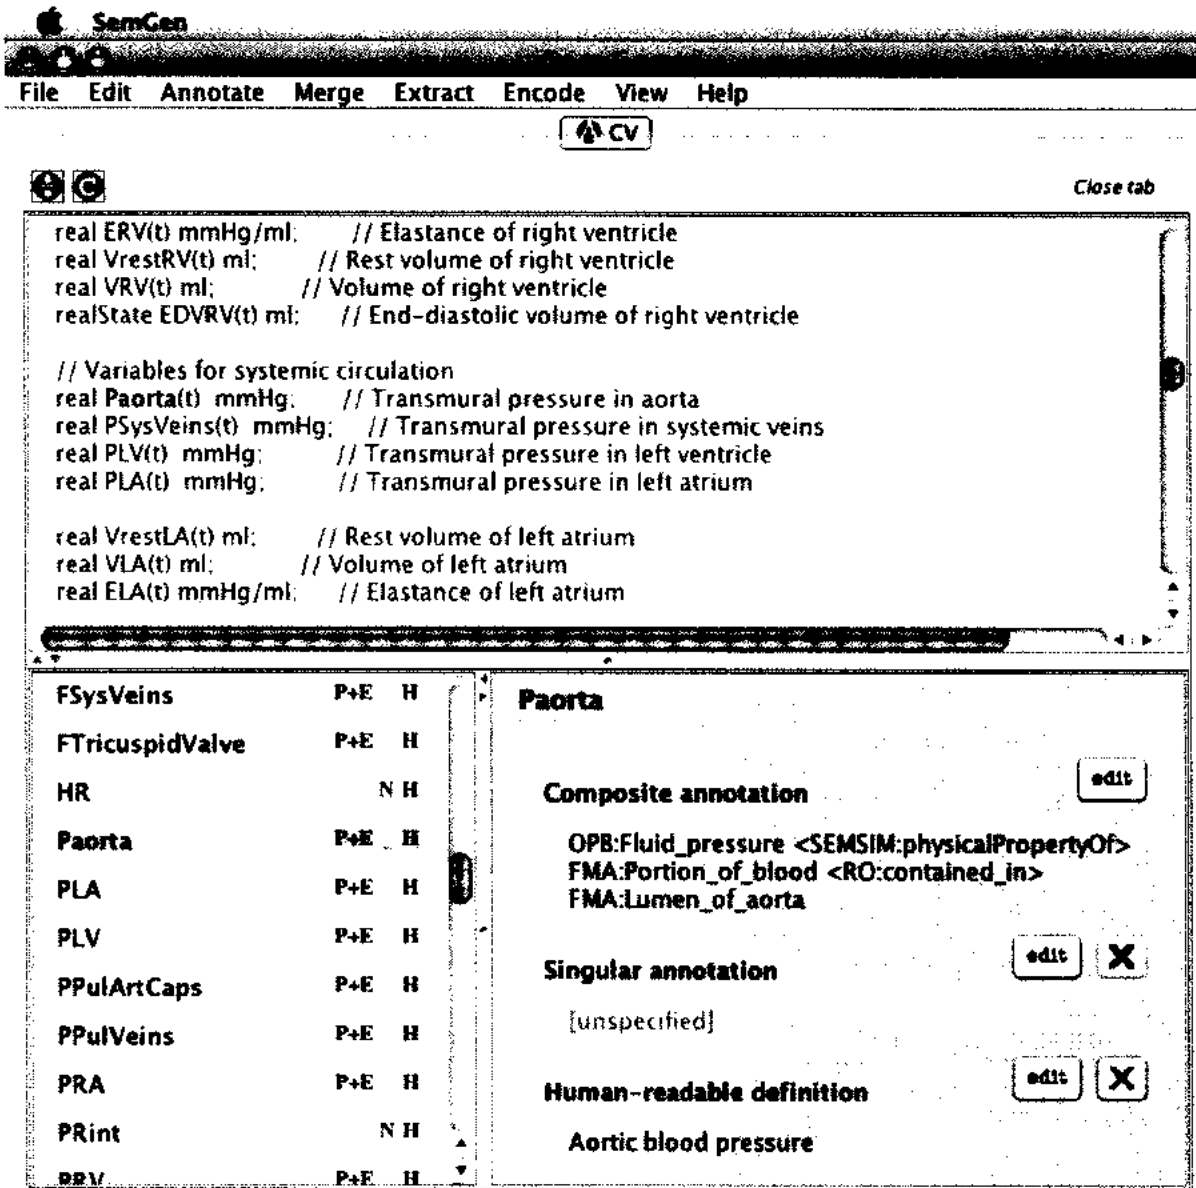 SemGen
File Edit Annotate Merge Extract Encode View Help
CV
Close tab
real ERV(t) mmHg/ml; // Elastance of right ventricle
real VrestRV(t) ml; // Rest volume of right ventricle
real VRV(t) ml; // Volume of right ventricle
realState EDVRV(t) ml; // End-diastolic volume of right ventricle
// Variables for systemic circulation
real Paorta(t) mmHg; // Transmural pressure in aorta
real PSysVeins(t) mmHg; // Transmural pressure in systemic veins
real PLV(t) mmHg; // Transmural pressure in left ventricle
real PLA(t) mmHg; // Transmural pressure in left atrium
real VrestLA(t) ml; // Rest volume of left atrium
real VLA(t) ml; // Volume of left atrium
real ELA(t) mmHg/ml; // Elastance of left atrium
FSysVeins P+E H
FTricuspidValve P+E H
HR N H
Paorta P+E H
PLA P+E H
PLV P+E H
PPulArtCaps P+E H
PPulVeins P+E H
PRA P+E H
PRint N H
PRV P+E H
Paorta
Composite annotation edit
OPB:Fluid_pressure <SEMSIM:physicalPropertyOf>
FMA:Portion_of_blood <RO:contained_in>
FMA:Lumen_of_aorta
Singular annotation edit X
[unspecified]
Human-readable definition edit X
Aortic blood pressure